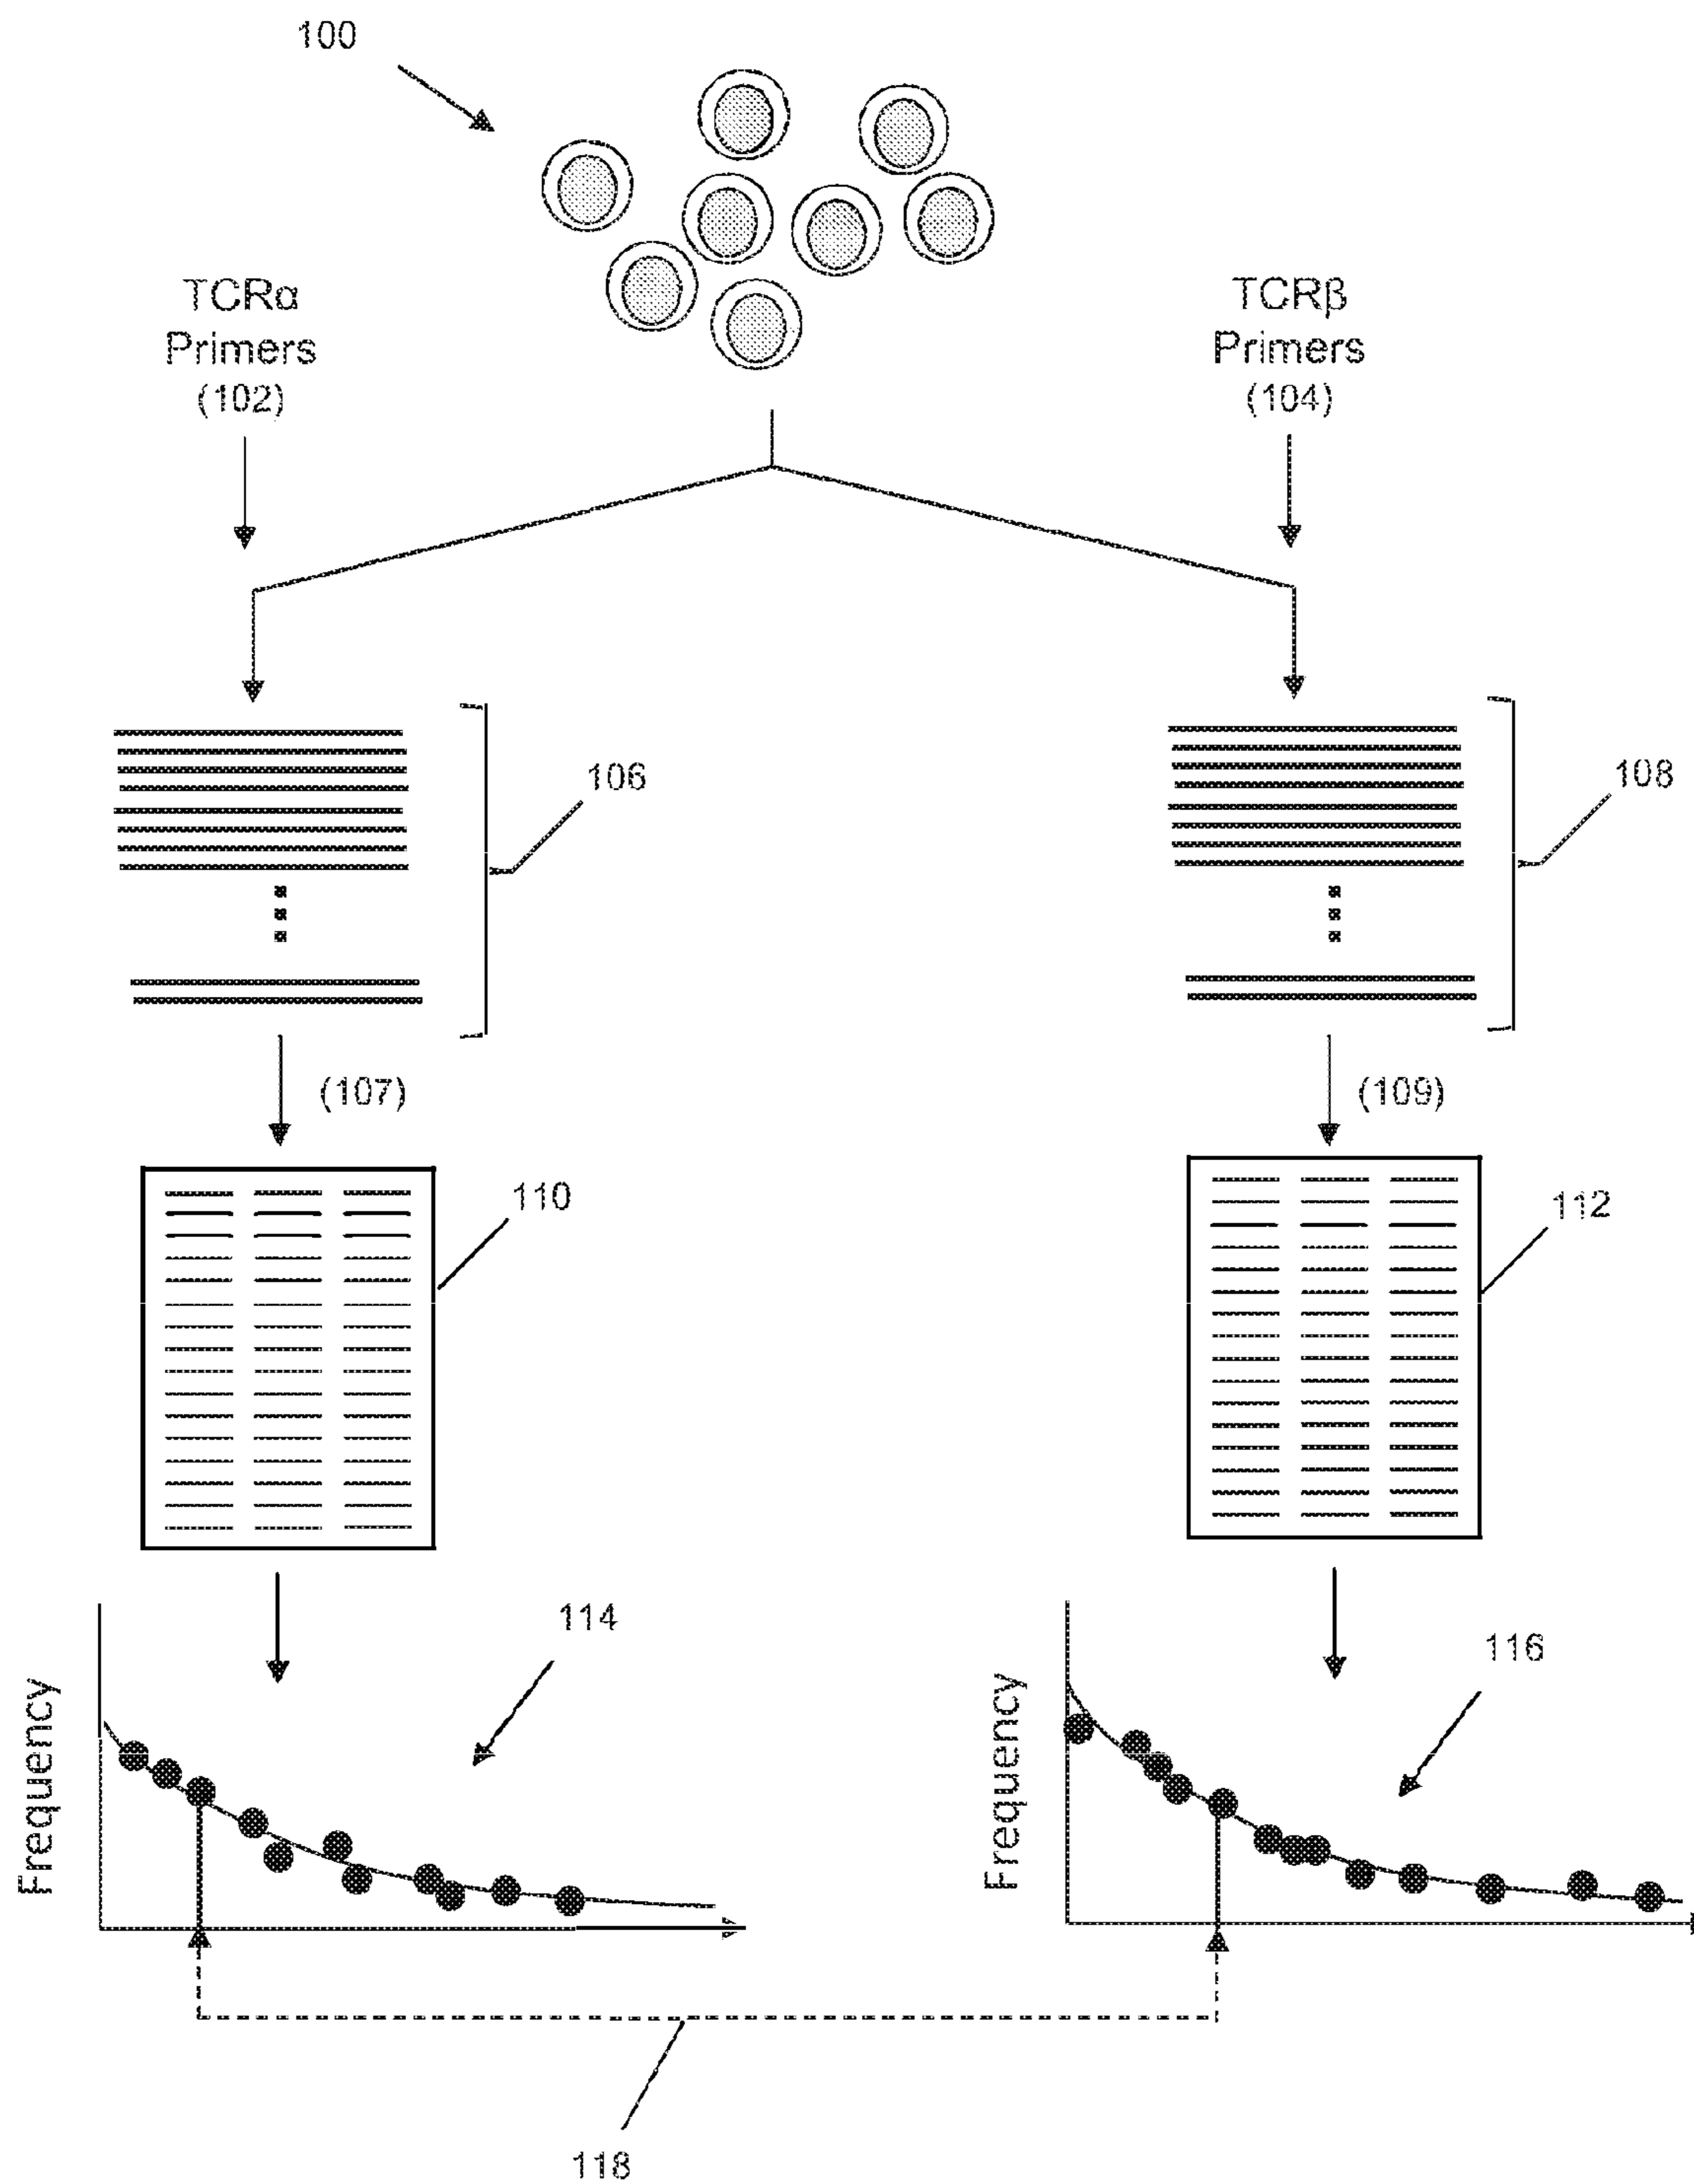 100
TCRα
Primers
(102)
TCRβ
Primers
(104)
106
108
(107)
(109)
110
112
114
116
Frequency
Frequency
118